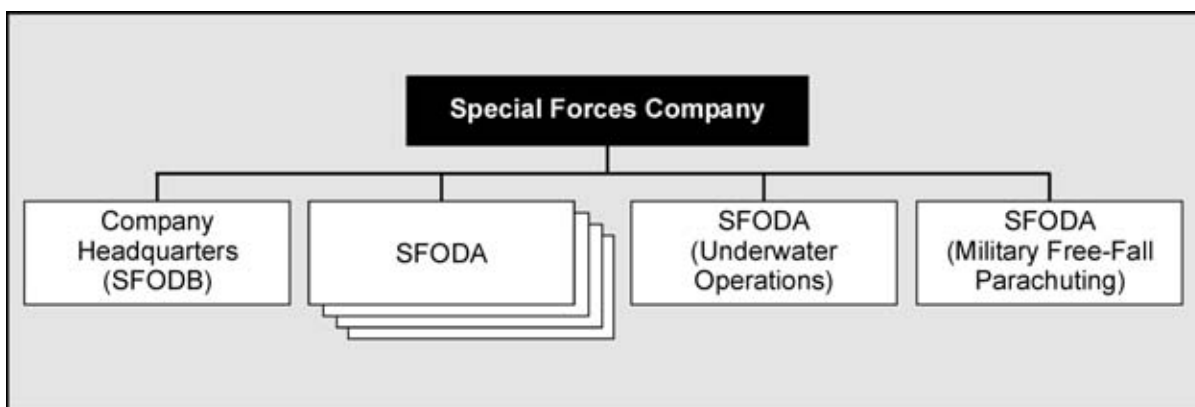 Special Forces Company
Company
Headquarters
(SFODB)
SFODA
SFODA
(Underwater
Operations)
SFODA
(Military Free-Fall
Parachuting)